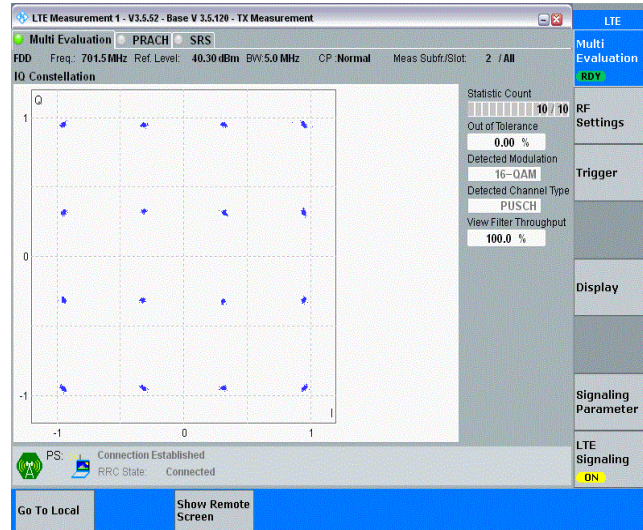 LTE Measurement 1 - V3.5.52 - Base V 3.5.120 - TX Measurement
LTE
Multi Evaluation PRACH SRS
FDD Freq.: 701.5 MHz Ref. Level: 40.30 dBm BW: 5.0 MHz CP :Normal Meas Subfr./Slot: 2 / All
IQ Constellation
Q
1
0
-1
-1 0 1
I
Statistic Count
10 / 10
Out of Tolerance
0.00 %
Detected Modulation
16-QAM
Detected Channel Type
PUSCH
View Filter Throughput
100.0 %
PS: Connection Established
RRC State: Connected
Multi
Evaluation
RDY
RF
Settings
Trigger
Display
Signaling
Parameter
LTE
Signaling
ON
Go To Local
Show Remote
Screen